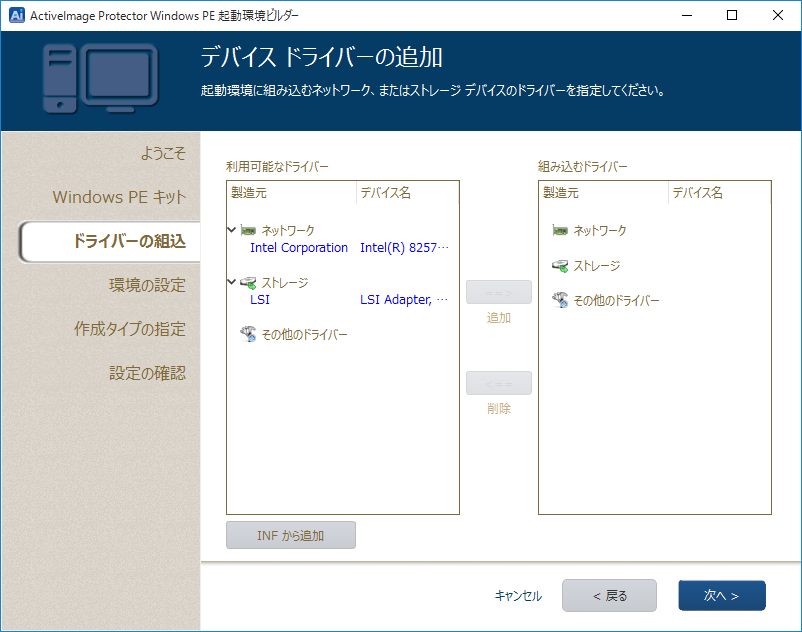 ActiveImage Protector Windows PE 起動環境ビルダー
デバイス ドライバーの追加
起動環境に組み込むネットワーク、またはストレージ デバイスのドライバーを指定してください。
ようこそ
Windows PE キット
ドライバーの組込
環境の設定
作成タイプの指定
設定の確認
利用可能なドライバー
製造元 デバイス名
ネットワーク
Intel Corporation Intel(R) 8257…
ストレージ
LSI LSI Adapter, …
その他のドライバー
==>
追加
<==
削除
組み込むドライバー
製造元 デバイス名
ネットワーク
ストレージ
その他のドライバー
INF から追加
キャンセル
< 戻る
次へ >